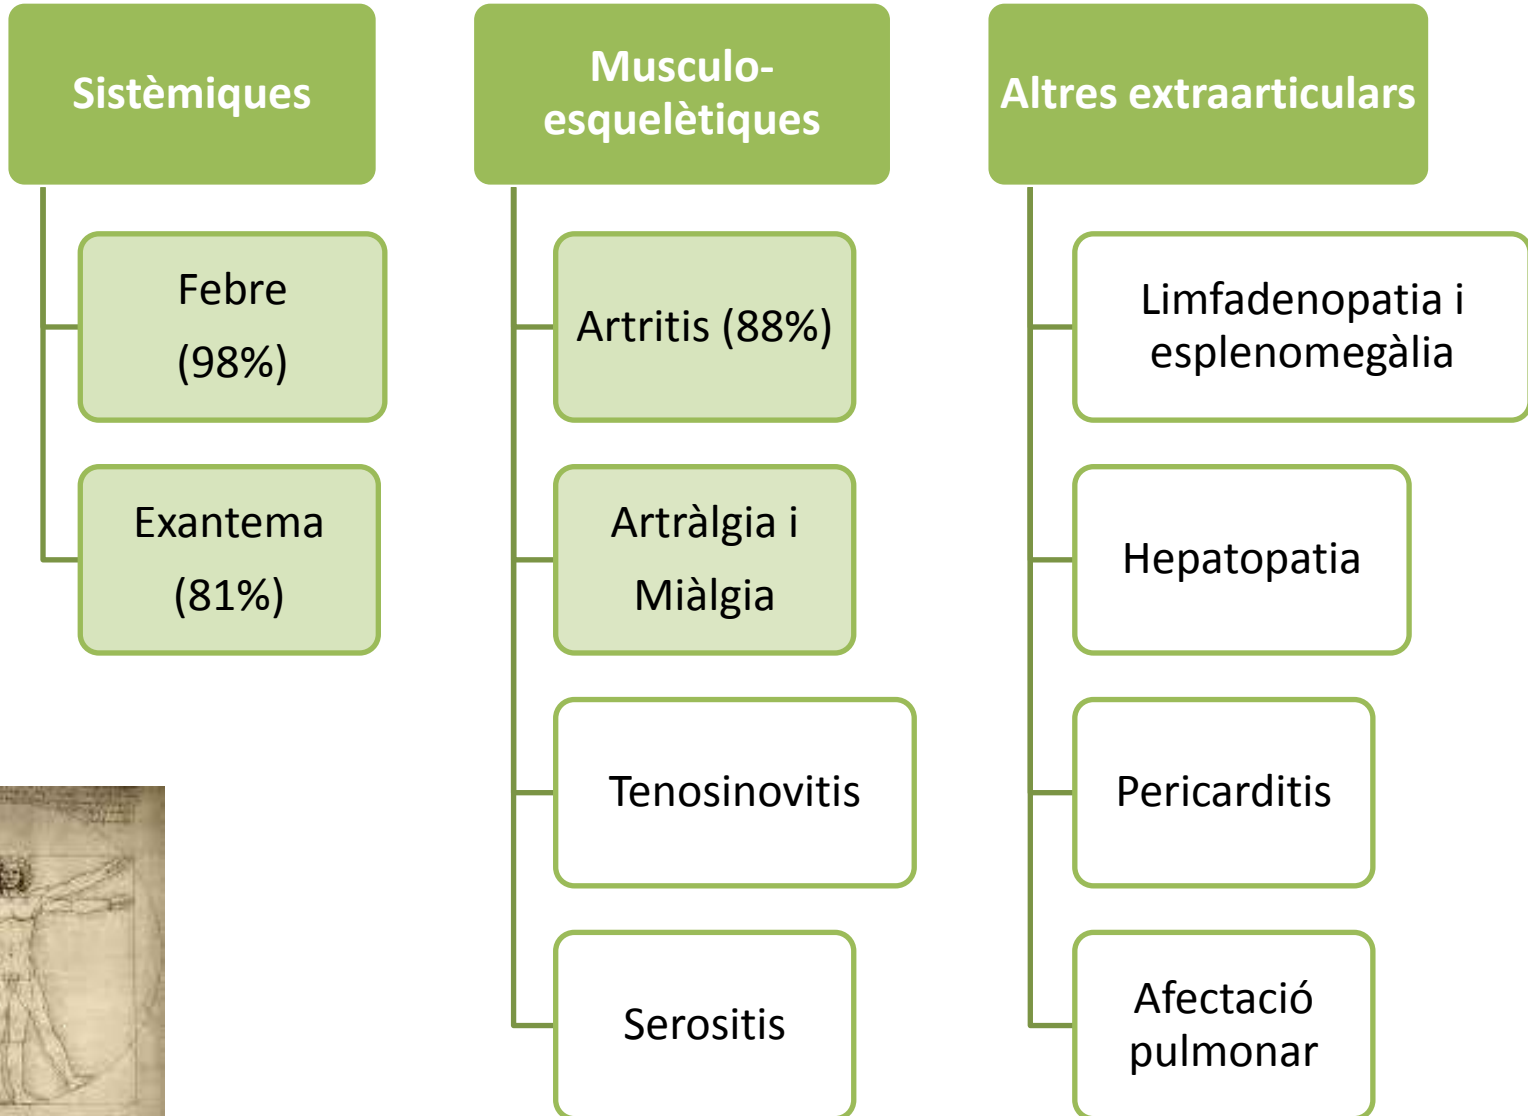 Sistèmiques
Febre
(98%)
Exantema
(81%)
Musculo-
esquelètiques
Artritis (88%)
Artràlgia i
Miàlgia
Tenosinovitis
Serositis
Altres extraarticulars
Limfadenopatia i
esplenomegàlia
Hepatopatia
Pericarditis
Afectació
pulmonar